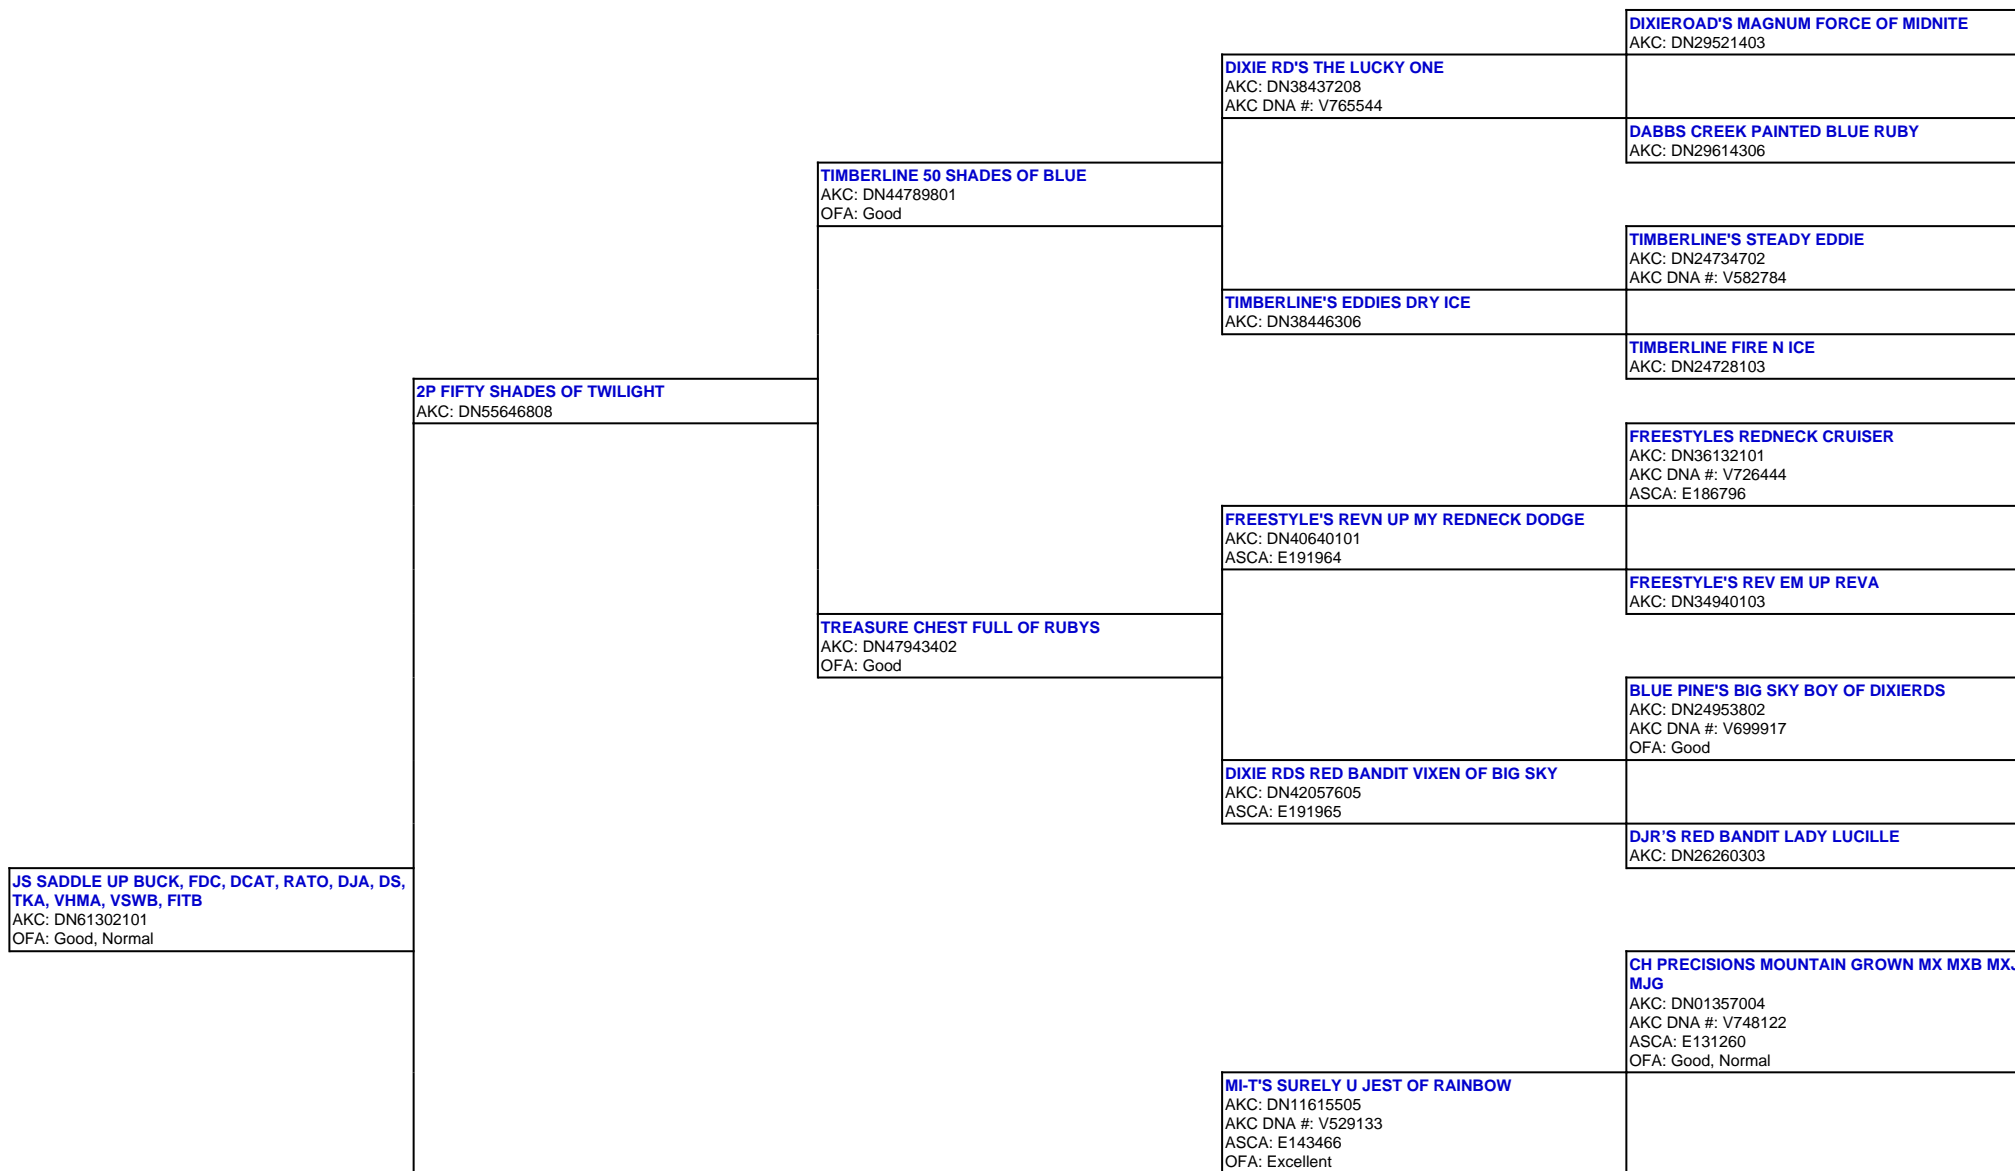 DIXIEROAD'S MAGNUM FORCE OF MIDNITE
AKC: DN29521403
DIXIE RD'S THE LUCKY ONE
AKC: DN38437208
AKC DNA #: V765544
DABBS CREEK PAINTED BLUE RUBY
AKC: DN29614306
TIMBERLINE 50 SHADES OF BLUE
AKC: DN44789801
OFA: Good
TIMBERLINE'S STEADY EDDIE
AKC: DN24734702
AKC DNA #: V582784
TIMBERLINE'S EDDIES DRY ICE
AKC: DN38446306
TIMBERLINE FIRE N ICE
AKC: DN24728103
2P FIFTY SHADES OF TWILIGHT
AKC: DN55646808
FREESTYLES REDNECK CRUISER
AKC: DN36132101
AKC DNA #: V726444
ASCA: E186796
FREESTYLE'S REVN UP MY REDNECK DODGE
AKC: DN40640101
ASCA: E191964
FREESTYLE'S REV EM UP REVA
AKC: DN34940103
TREASURE CHEST FULL OF RUBYS
AKC: DN47943402
OFA: Good
BLUE PINE'S BIG SKY BOY OF DIXIERDS
AKC: DN24953802
AKC DNA #: V699917
OFA: Good
DIXIE RDS RED BANDIT VIXEN OF BIG SKY
AKC: DN42057605
ASCA: E191965
DJR'S RED BANDIT LADY LUCILLE
AKC: DN26260303
JS SADDLE UP BUCK, FDC, DCAT, RATO, DJA, DS,
TKA, VHMA, VSWB, FITB
AKC: DN61302101
OFA: Good, Normal
CH PRECISIONS MOUNTAIN GROWN MX MXB MXJ
MJG
AKC: DN01357004
AKC DNA #: V748122
ASCA: E131260
OFA: Good, Normal
MI-T'S SURELY U JEST OF RAINBOW
AKC: DN11615505
AKC DNA #: V529133
ASCA: E143466
OFA: Excellent